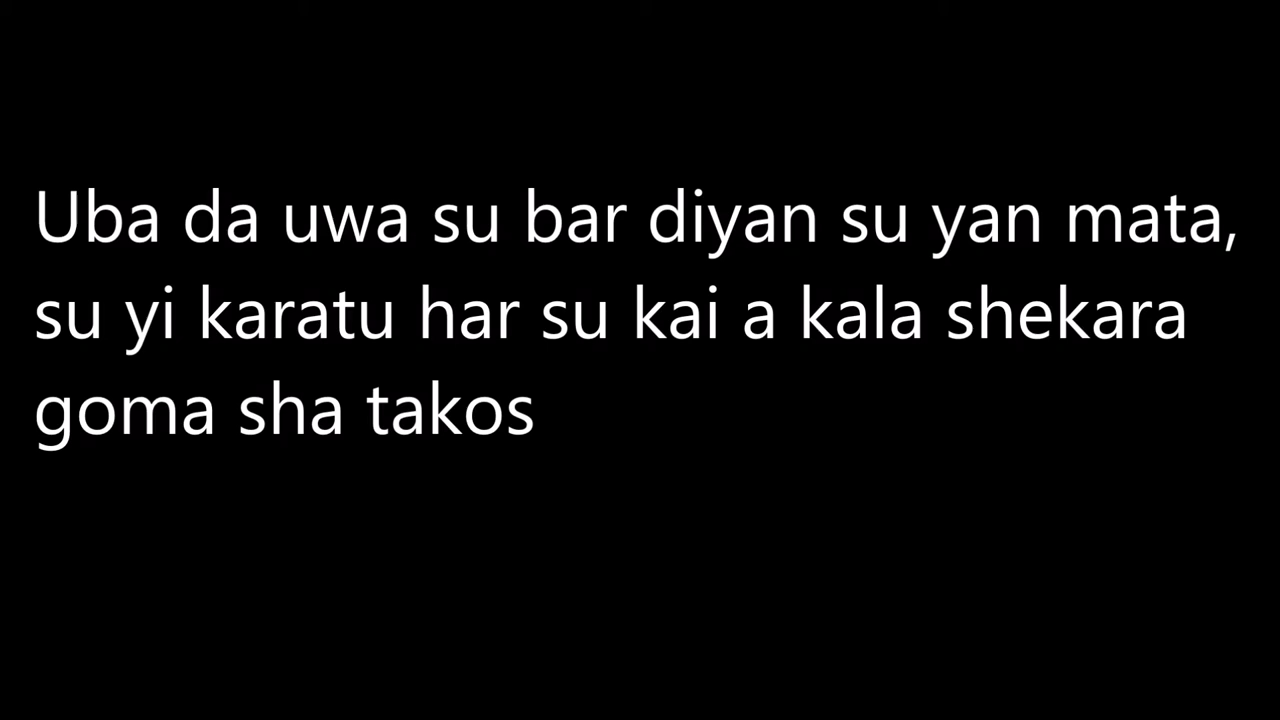 Uba da uwa su bar diyan su yan mata,
su yi karatu har su kai a kala shekara
goma sha takos